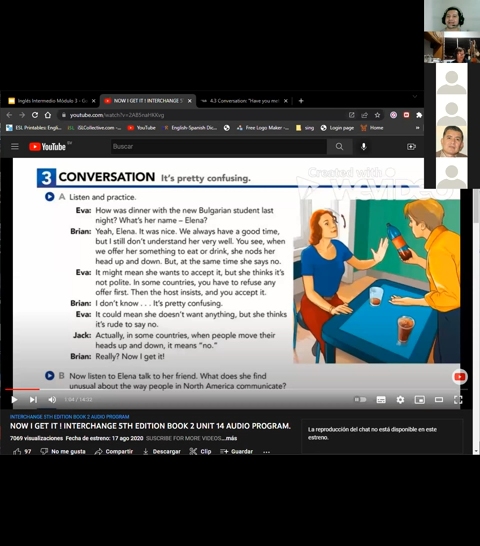 Inglés Intermedio Módulo 3 - G
NOW I GET IT! INTERCHANGE 5
4.3 Conversation: "Have you me
youtube.com/watch?v=2AB5naHKXvg
ESL Printables: Engli...
iSLCollective.com -...
YouTube
English-Spanish Dic...
Free Logo Maker -...
sing
Login page
Home
YouTube
Buscar
Created with
WeVideo
3 CONVERSATION It's pretty confusing.
A Listen and practice.
Eva: How was dinner with the new Bulgarian student last
night? What's her name – Elena?
Brian: Yeah, Elena. It was nice. We always have a good time,
but I still don't understand her very well. You see, when
we offer her something to eat or drink, she nods her
head up and down. But, at the same time she says no.
Eva: It might mean she wants to accept it, but she thinks it's
not polite. In some countries, you have to refuse any
offer first. Then the host insists, and you accept it.
Brian: I don't know . . . It's pretty confusing.
Eva: It could mean she doesn't want anything, but she thinks
it's rude to say no.
Jack: Actually, in some countries, when people move their
heads up and down, it means "no."
Brian: Really? Now I get it!
B Now listen to Elena talk to her friend. What does she find
unusual about the way people in North America communicate?
1:04 / 14:33
INTERCHANGE 5TH EDITION BOOK 2 AUDIO PROGRAM
NOW I GET IT ! INTERCHANGE 5TH EDITION BOOK 2 UNIT 14 AUDIO PROGRAM.
7069 visualizaciones Fecha de estreno: 17 ago 2020 SUSCRIBE FOR MORE VIDEOS... ...más
97 No me gusta Compartir Descargar Clip Guardar ...
La reproducción del chat no está disponible en este
estreno.